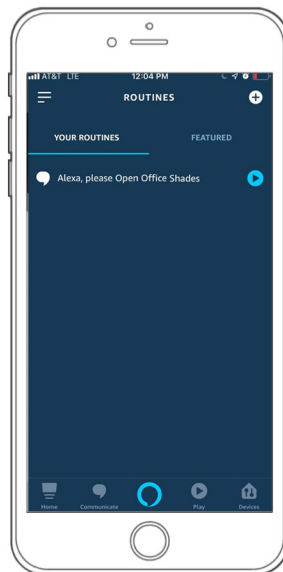 AT&T LTE 12:04 PM
ROUTINES
YOUR ROUTINES FEATURED
Alexa, please Open Office Shades
Home Communicate Play Devices